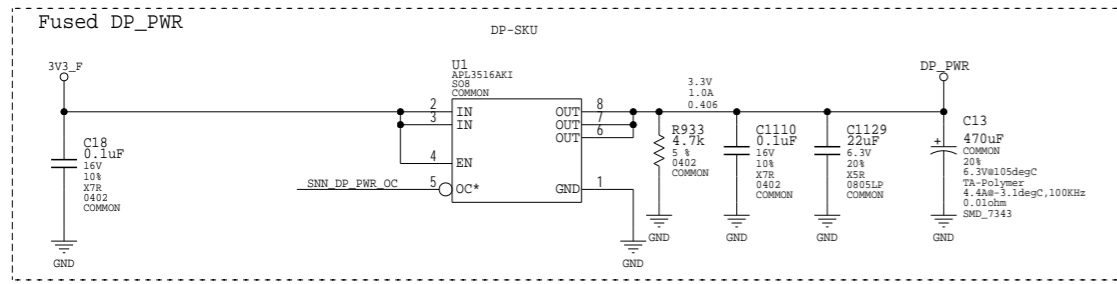 Fused DP_PWR
DP-SKU
3V3_F
U1
APL3516AKI
SO8
COMMON
3.3V
1.0A
0.406
DP_PWR
2 IN OUT 8
3 IN OUT 7
OUT 6
4 EN
SNN_DP_PWR_OC 5 OC* GND 1
C18
0.1uF
16V
10%
X7R
0402
COMMON
R933
4.7k
5 %
0402
COMMON
C1110
0.1uF
16V
10%
X7R
0402
COMMON
C1129
22uF
6.3V
20%
X5R
0805LP
COMMON
C13
+
470uF
COMMON
20%
6.3V@105degC
TA-Polymer
4.4A@-3.1degC,100KHz
0.01ohm
SMD_7343
GND
GND
GND
GND
GND
GND